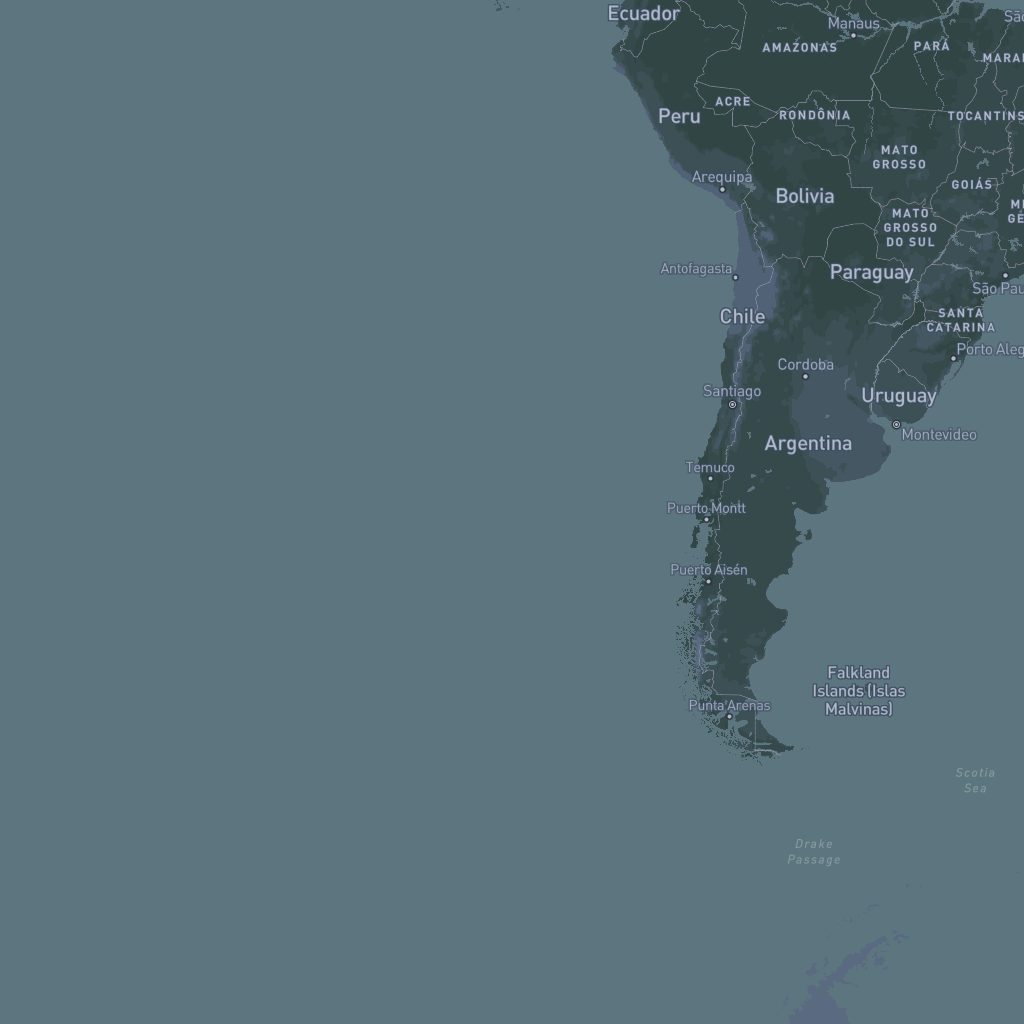 Ecuador
Manaus
AMAZONAS
PARÁ
ACRE
RONDÔNIA
Peru
TOCANTINS
MATO
GROSSO
Arequipa
GOIÁS
Bolivia
MATO
GROSSO
DO SUL
Antofagasta
Paraguay
São Pau
Chile
SANTA
CATARINA
Porto Aleg
Cordoba
Santiago
Uruguay
Montevideo
Argentina
Temuco
Puerto Montt
Puerto Aisén
Falkland
Islands (Islas
Malvinas)
Punta Arenas
Scotia
Sea
Drake
Passage